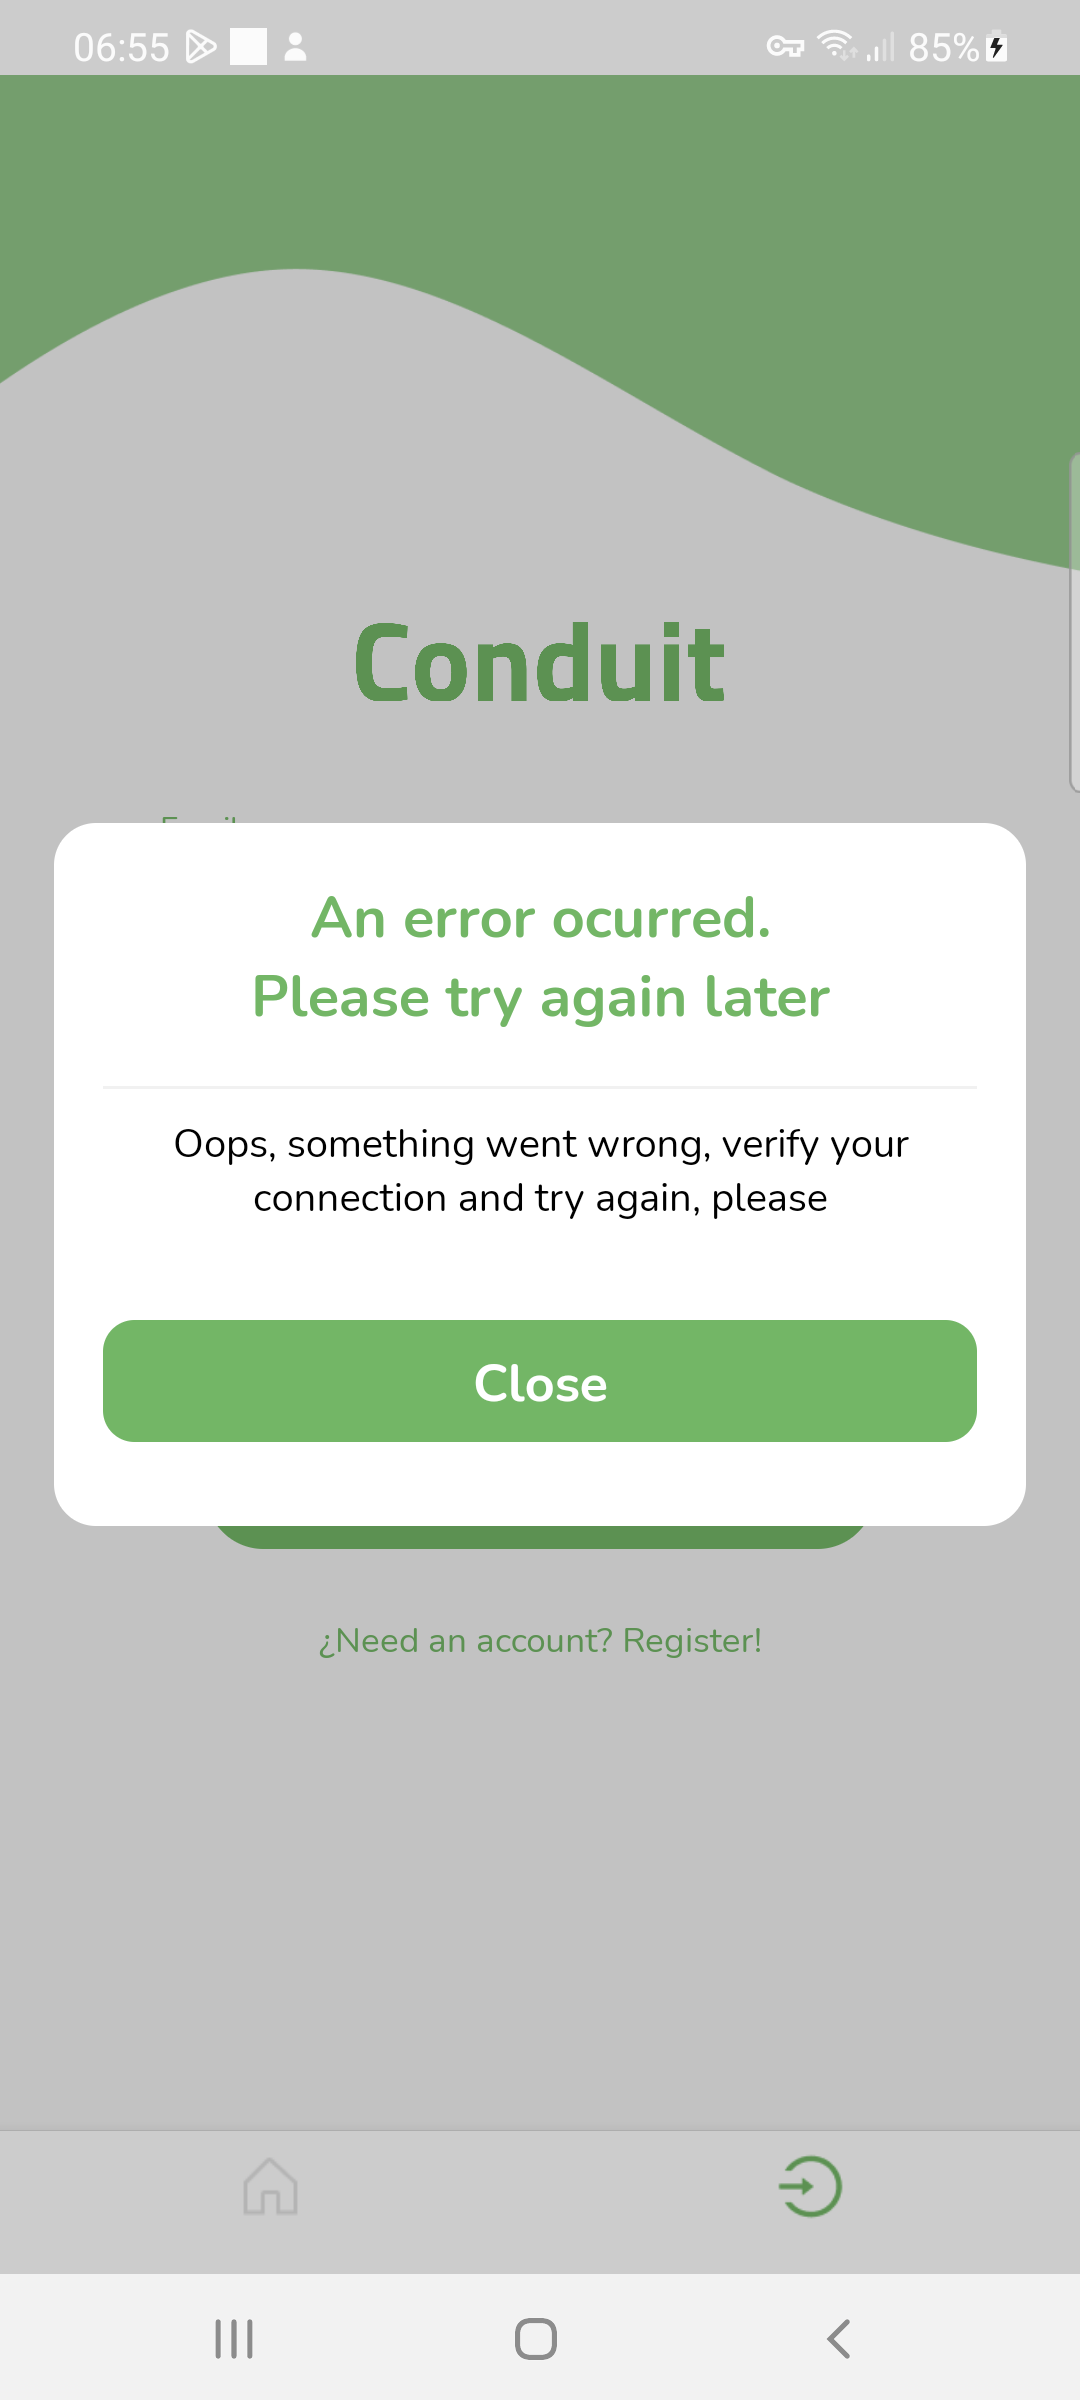 06:55
85%
Conduit
An error ocurred.
Please try again later
Oops, something went wrong, verify your
connection and try again, please
Close
¿Need an account? Register!